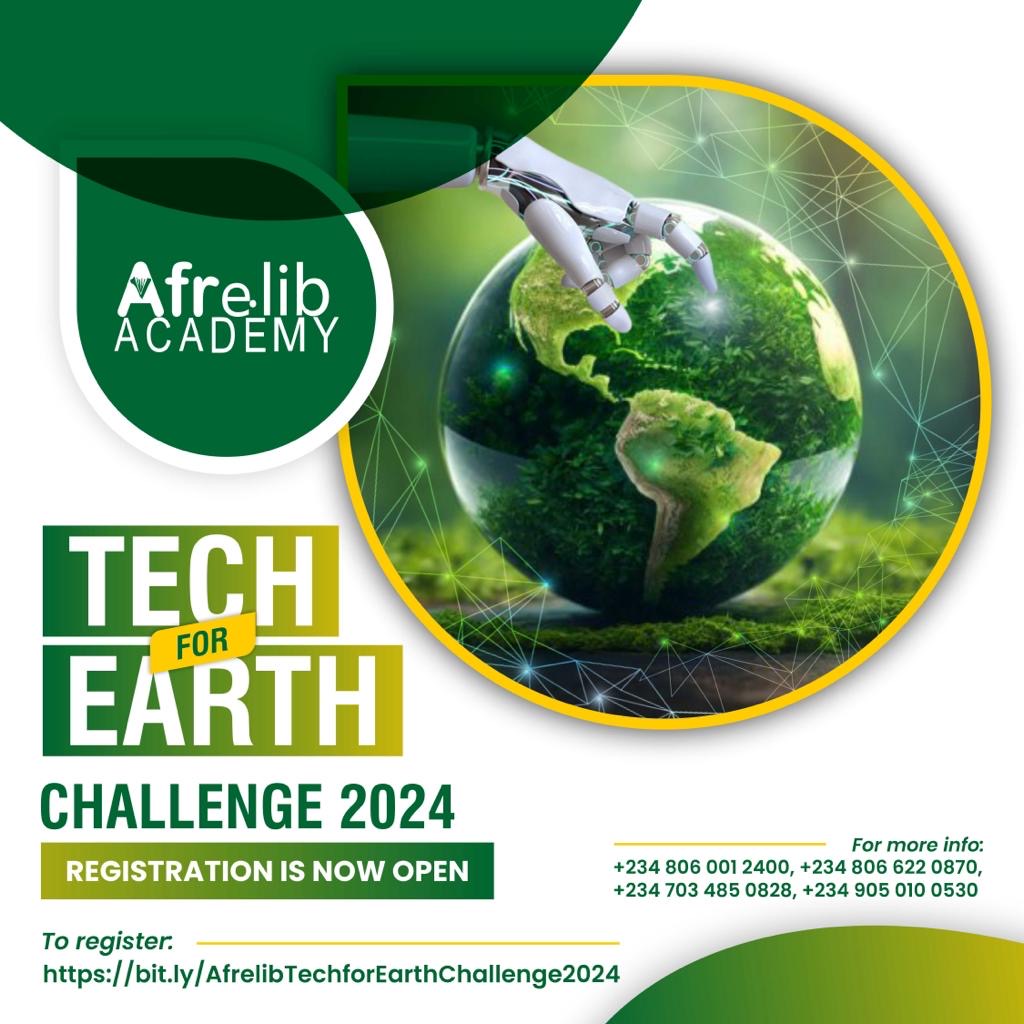 Afrelib
ACADEMY
TECH
FOR
EARTH
CHALLENGE 2024
REGISTRATION IS NOW OPEN
For more info:
+234 806 001 2400, +234 806 622 0870,
+234 703 485 0828, +234 905 010 0530
To register:
https://bit.ly/AfrelibTechforEarthChallenge2024